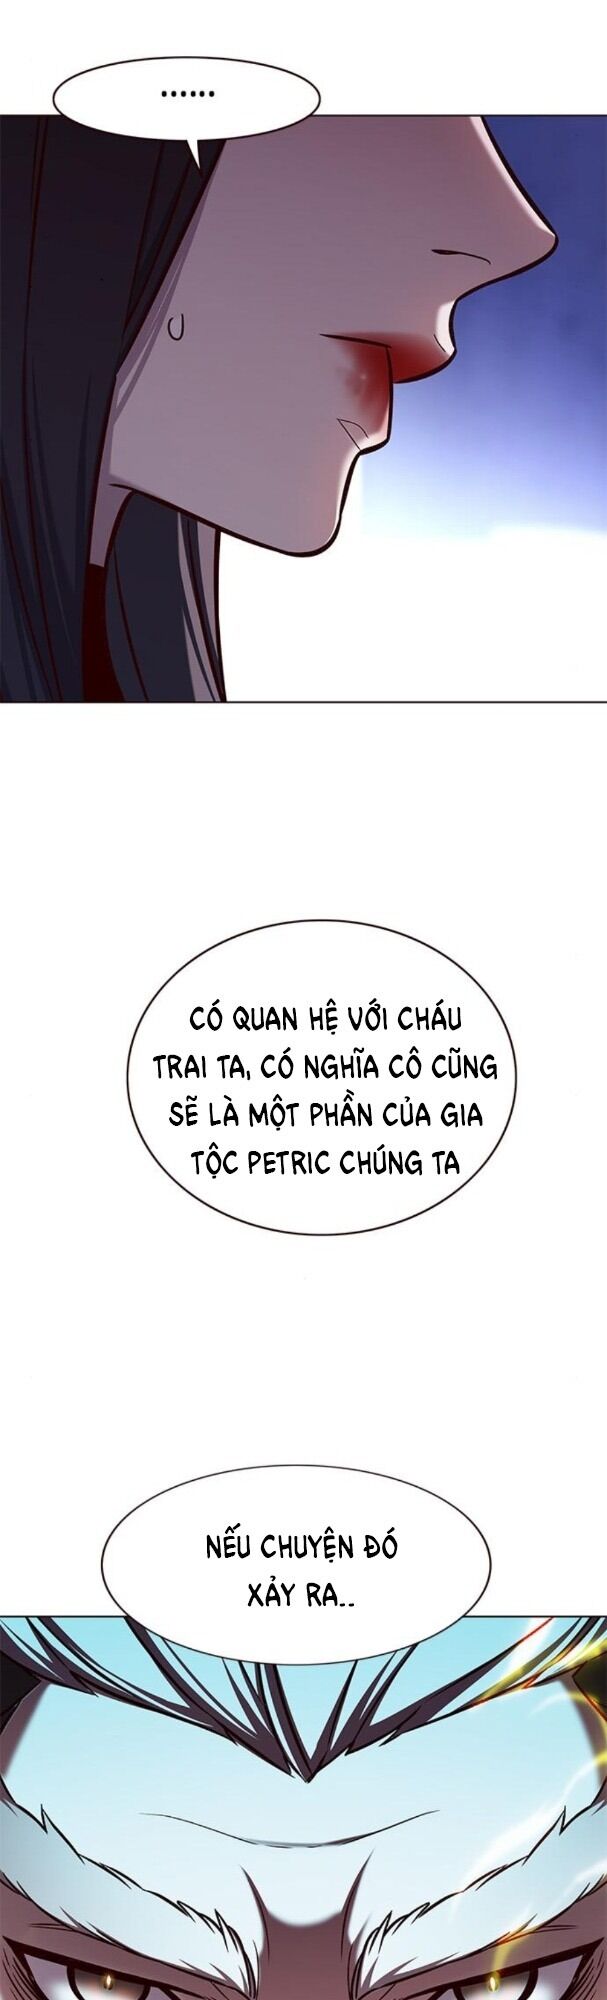 ......
CÓ QUAN HỆ VỚI CHÁU
TRAI TA, CÓ NGHĨA CÔ CŨNG
SẼ LÀ MỘT PHẦN CỦA GIA
TỘC PETRIC CHÚNG TA
NẾU CHUYỆN ĐÓ
XẢY RA..